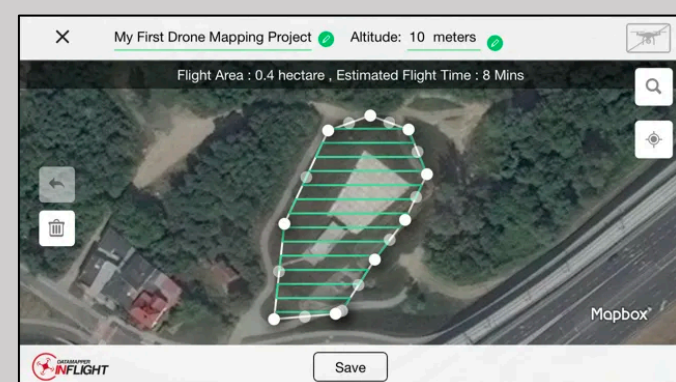 My First Drone Mapping Project Altitude: 10 meters
Flight Area : 0.4 hectare , Estimated Flight Time : 8 Mins
Mapbox
DATAMAPPER
INFLIGHT
Save